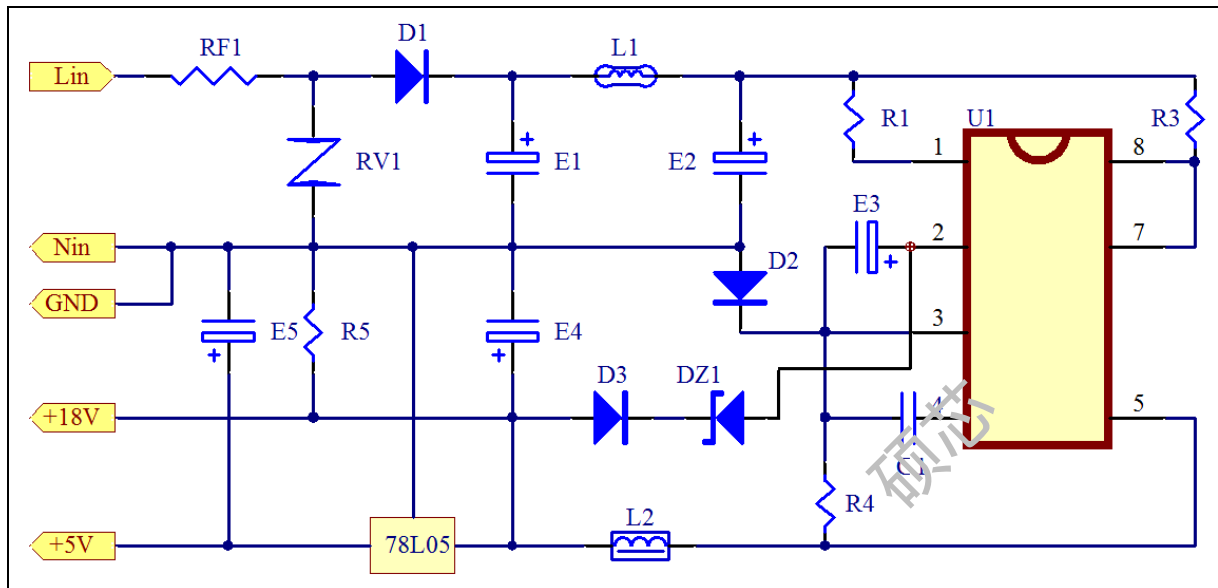 D1
RF1
L1
Lin
R1
U1
R3
1
8
RV1
E1
E2
E3
2
7
Nin
D2
GND
E5
R5
E4
3
D3
DZ1
4
5
+18V
C1
硕芯
R4
L2
+5V
78L05